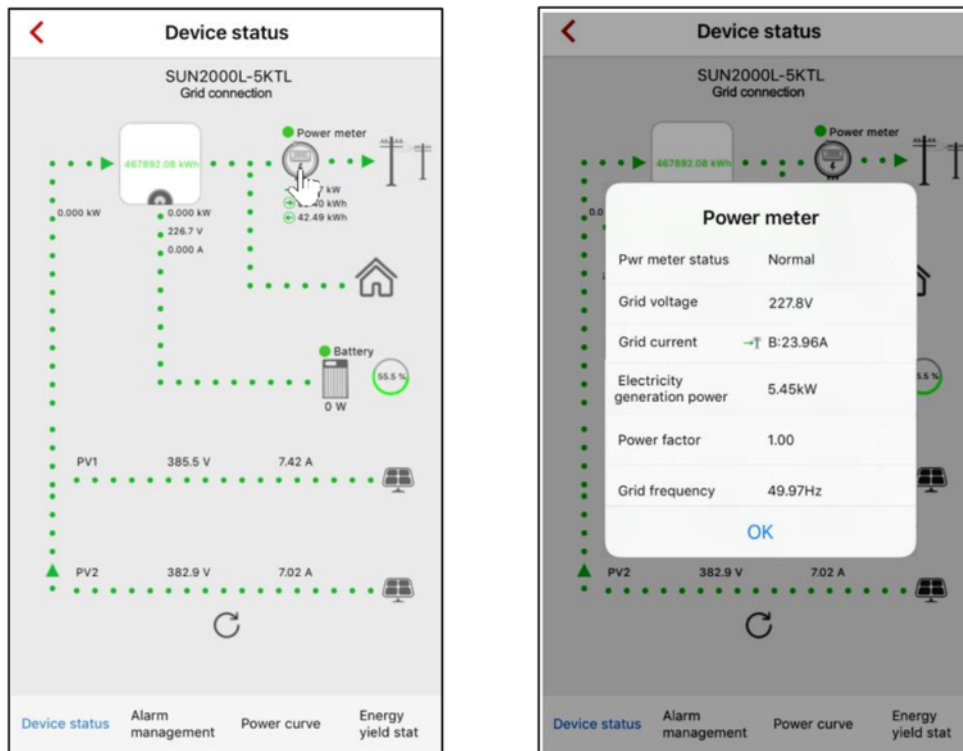 Device status
SUN2000L-5KTL
Grid connection
Power meter
467892.08 kWh
kW
kWh
42.49 kWh
0.000 kW
0.000 kW
226.7 V
0.000 A
Battery
55.5 %
0 W
PV1 385.5 V 7.42 A
PV2 382.9 V 7.02 A
Device status
Alarm
management
Power curve
Energy
yield stat
Device status
SUN2000L-5KTL
Grid connection
Power meter
467892.08 kWh
Power meter
Pwr meter status Normal
Grid voltage 227.8V
Grid current B:23.96A
Electricity
generation power 5.45kW
Power factor 1.00
Grid frequency 49.97Hz
OK
PV2 382.9 V 7.02 A
Device status
Alarm
management
Power curve
Energy
yield stat